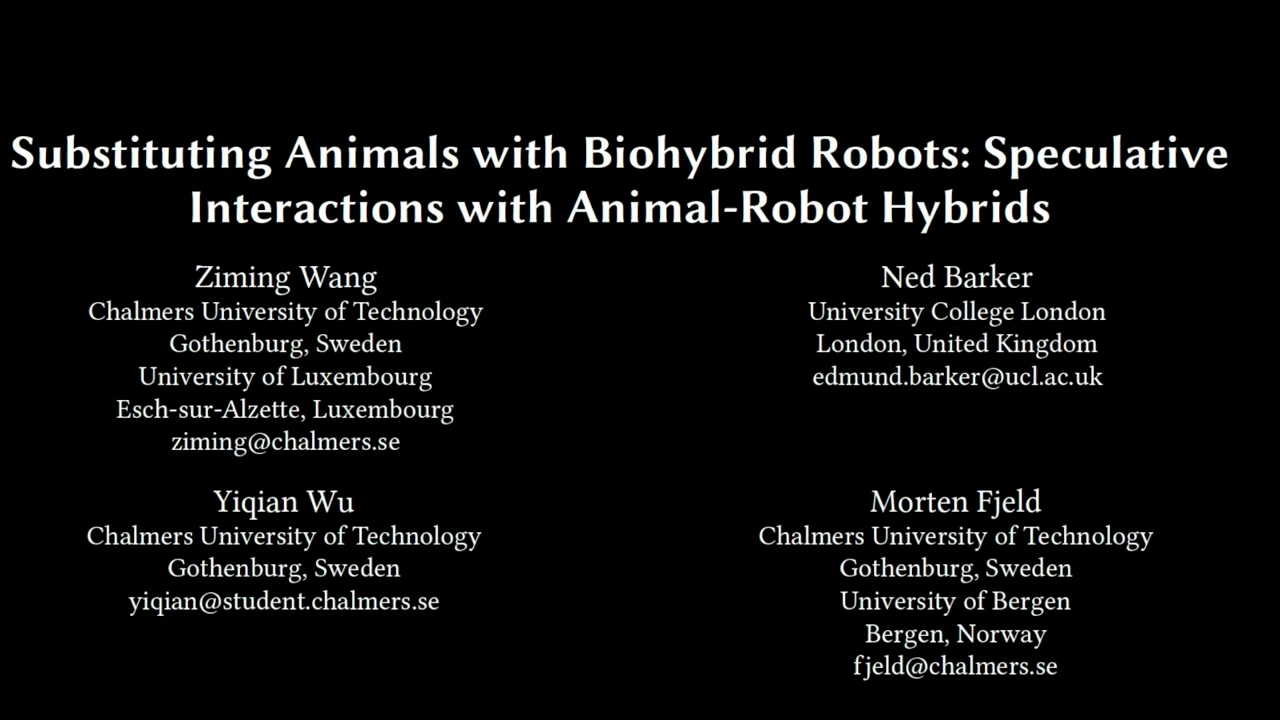 Substituting Animals with Biohybrid Robots: Speculative
Interactions with Animal-Robot Hybrids
Ziming Wang
Chalmers University of Technology
Gothenburg, Sweden
University of Luxembourg
Esch-sur-Alzette, Luxembourg
ziming@chalmers.se
Ned Barker
University College London
London, United Kingdom
edmund.barker@ucl.ac.uk
Yiqian Wu
Chalmers University of Technology
Gothenburg, Sweden
yiqian@student.chalmers.se
Morten Fjeld
Chalmers University of Technology
Gothenburg, Sweden
University of Bergen
Bergen, Norway
fjeld@chalmers.se